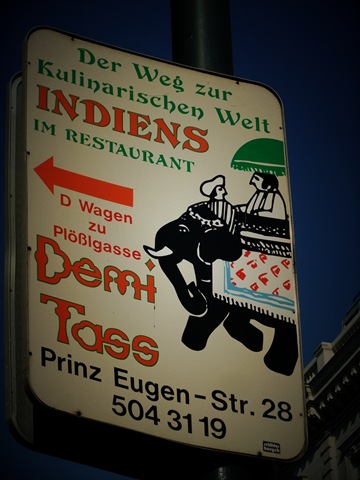 Der Weg zur
Kulinarischen Welt
INDIENS
IM RESTAURANT
D Wagen
zu
Plößlgasse
Demi
Tass
Prinz Eugen-Str. 28
504 31 19